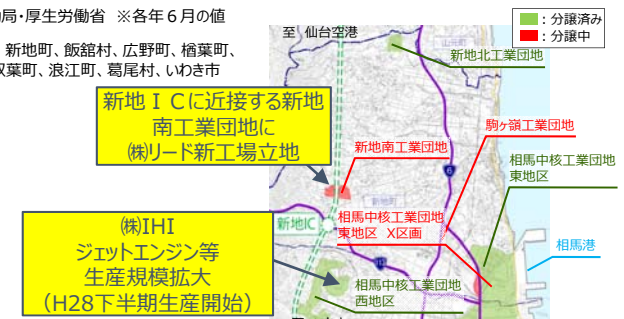 局・厚生労働省 ※各年６月の値
新地町、飯舘村、広野町、楢葉町、
双葉町、浪江町、葛尾村、いわき市
至 仙台空港
：分譲済み
：分譲中
山元町
新地北工業団地
新地ＩＣに近接する新地
南工業団地に
㈱リード新工場立地
駒ヶ嶺工業団地
新地南工業団地
相馬中核工業団地
東地区
6
新地町
相馬中核工業団地
東地区 X区画
新地IC
㈱IHI
ジェットエンジン等
生産規模拡大
（H28下半期生産開始）
相馬港
113
相馬中核工業団地
西地区